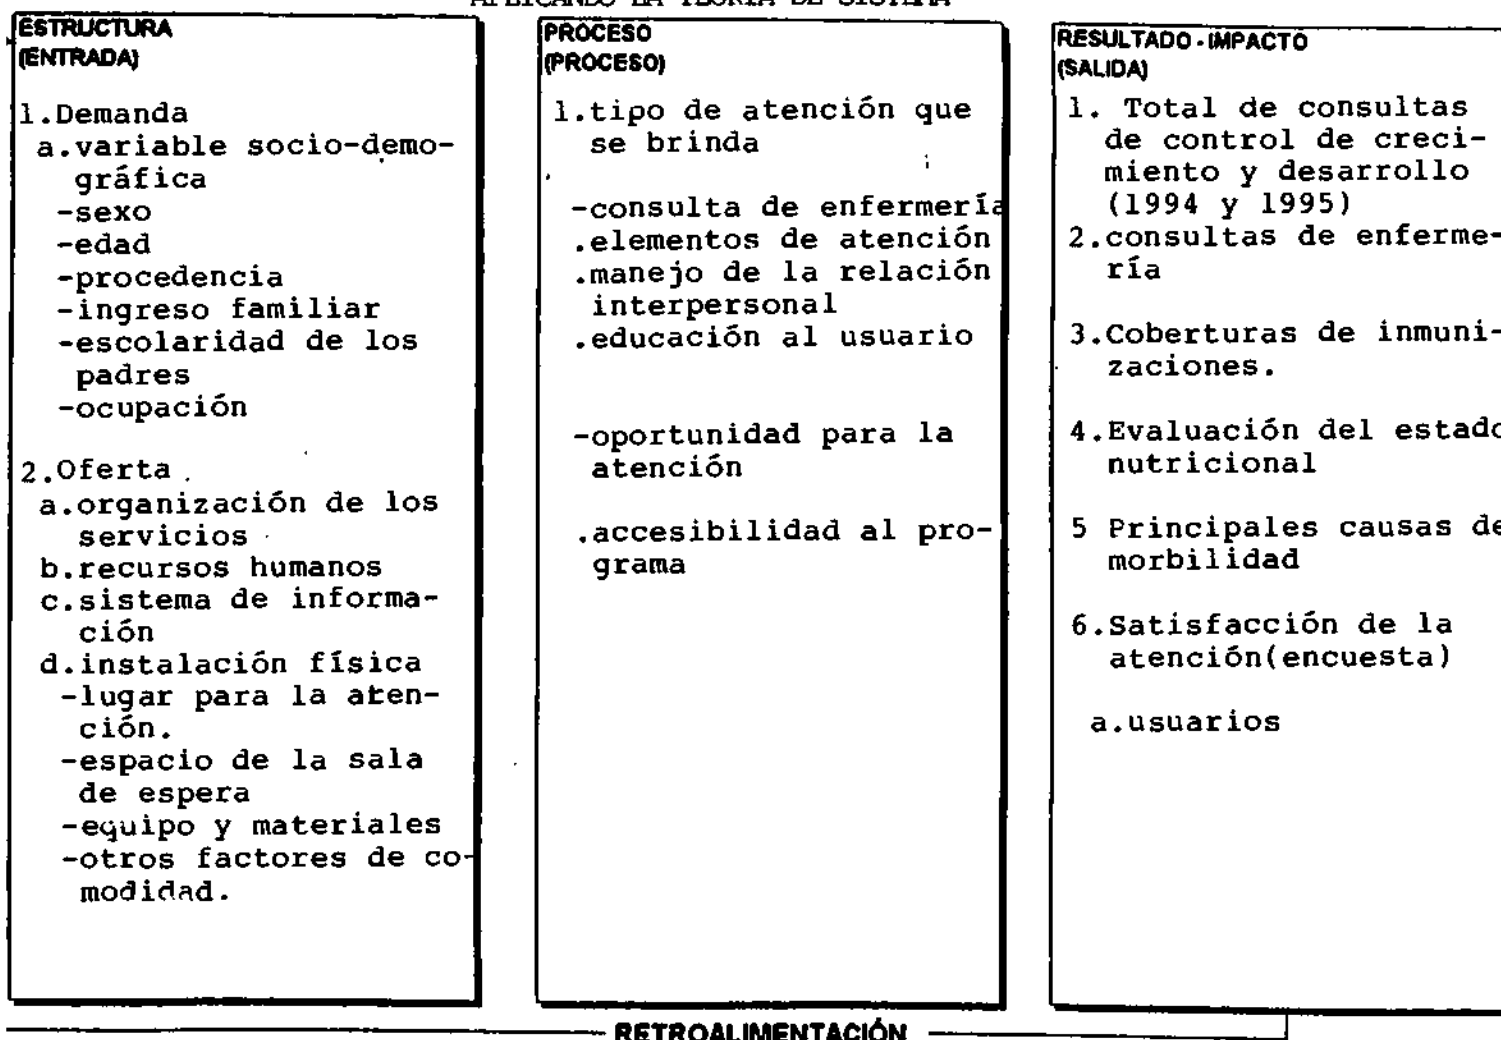 APLICANDO LA TEORIA DE SISTEMA
ESTRUCTURA
(ENTRADA)
1.Demanda
a.variable socio-demo-
gráfica
-sexo
-edad
-procedencia
-ingreso familiar
-escolaridad de los
padres
-ocupación
2.Oferta
a.organización de los
servicios
b.recursos humanos
c.sistema de informa-
ción
d.instalación física
-lugar para la aten-
ción.
-espacio de la sala
de espera
-equipo y materiales
-otros factores de co-
modidad.
PROCESO
(PROCESO)
1.tipo de atención que
se brinda
-consulta de enfermería
.elementos de atención
.manejo de la relación
interpersonal
.educación al usuario
-oportunidad para la
atención
.accesibilidad al pro-
grama
RESULTADO - IMPACTO
(SALIDA)
1. Total de consultas
de control de creci-
miento y desarrollo
(1994 y 1995)
2.consultas de enferme-
ría
3.Coberturas de inmuni-
zaciones.
4.Evaluación del estado
nutricional
5 Principales causas de
morbilidad
6.Satisfacción de la
atención(encuesta)
a.usuarios
RETROALIMENTACIÓN